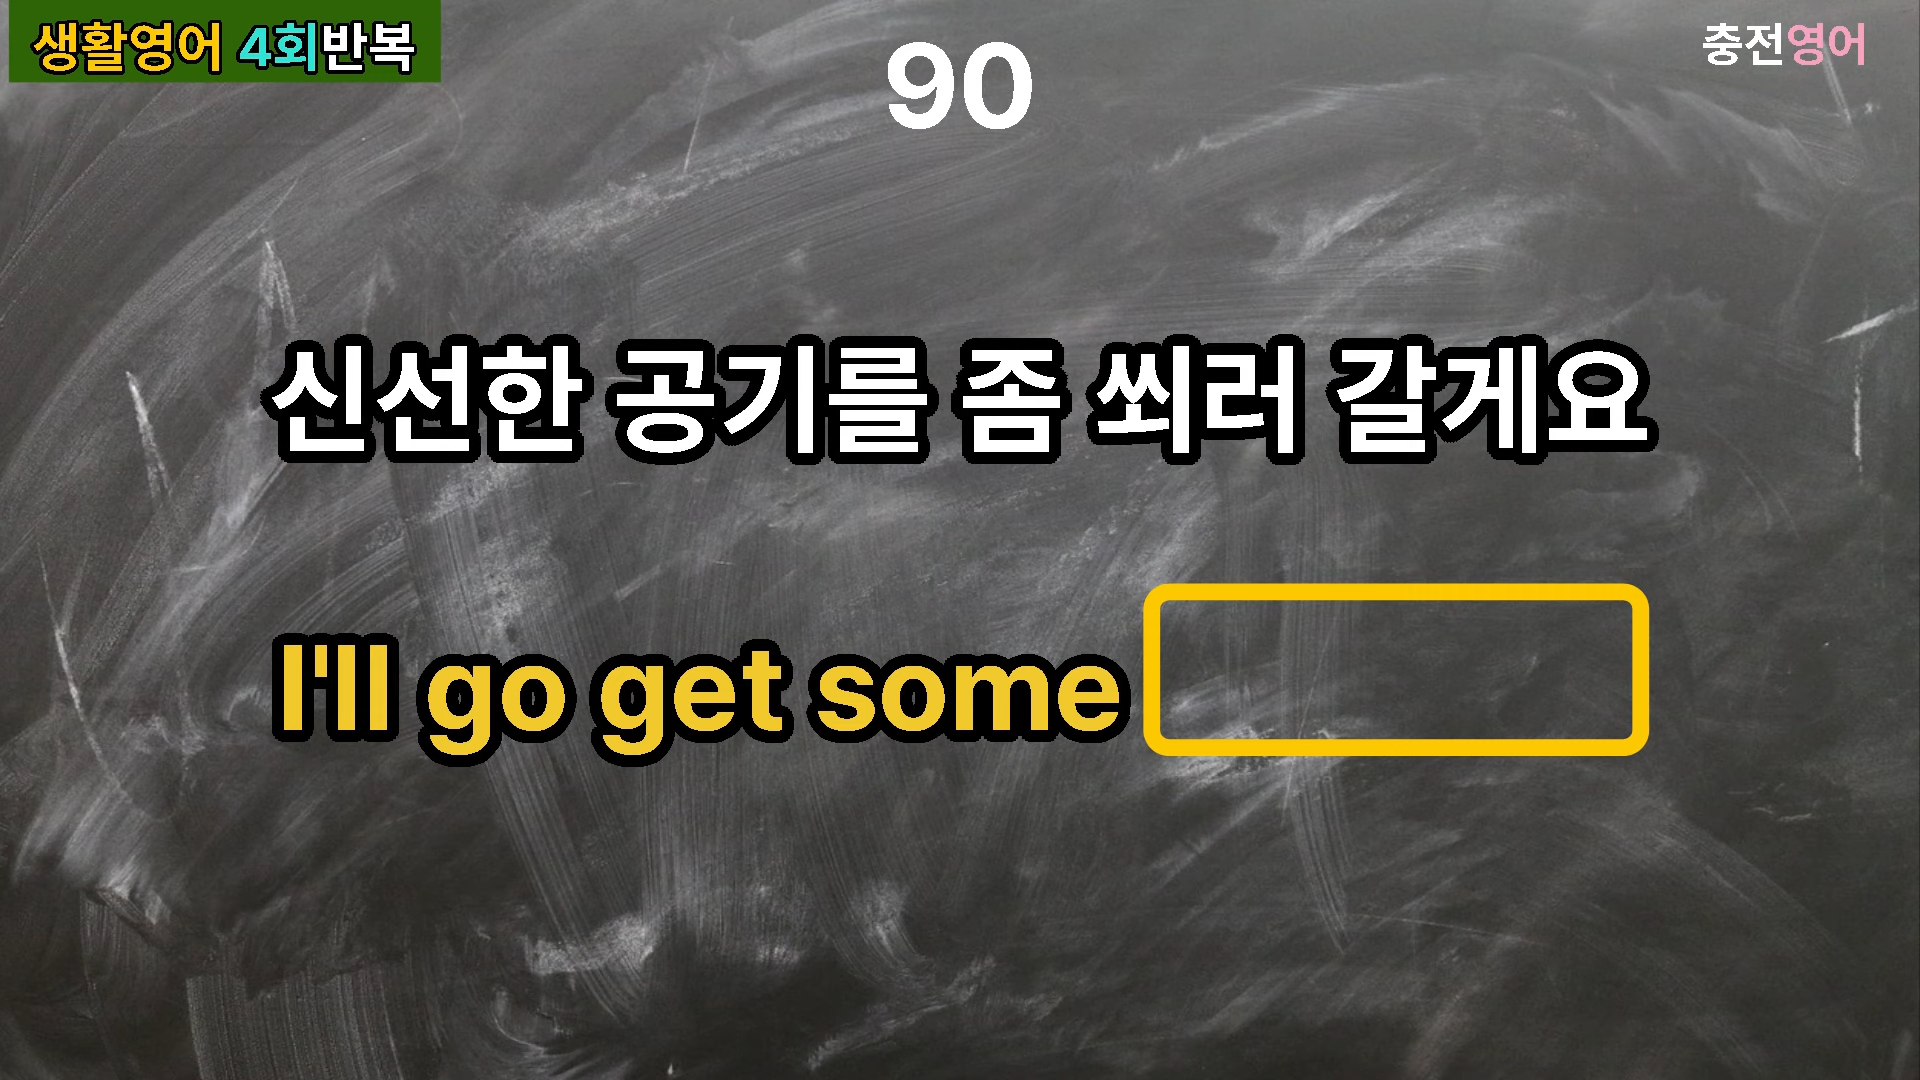 생활영어 4회반복
충전영어
90
신선한 공기를 좀 쐬러 갈게요
I'll go get some